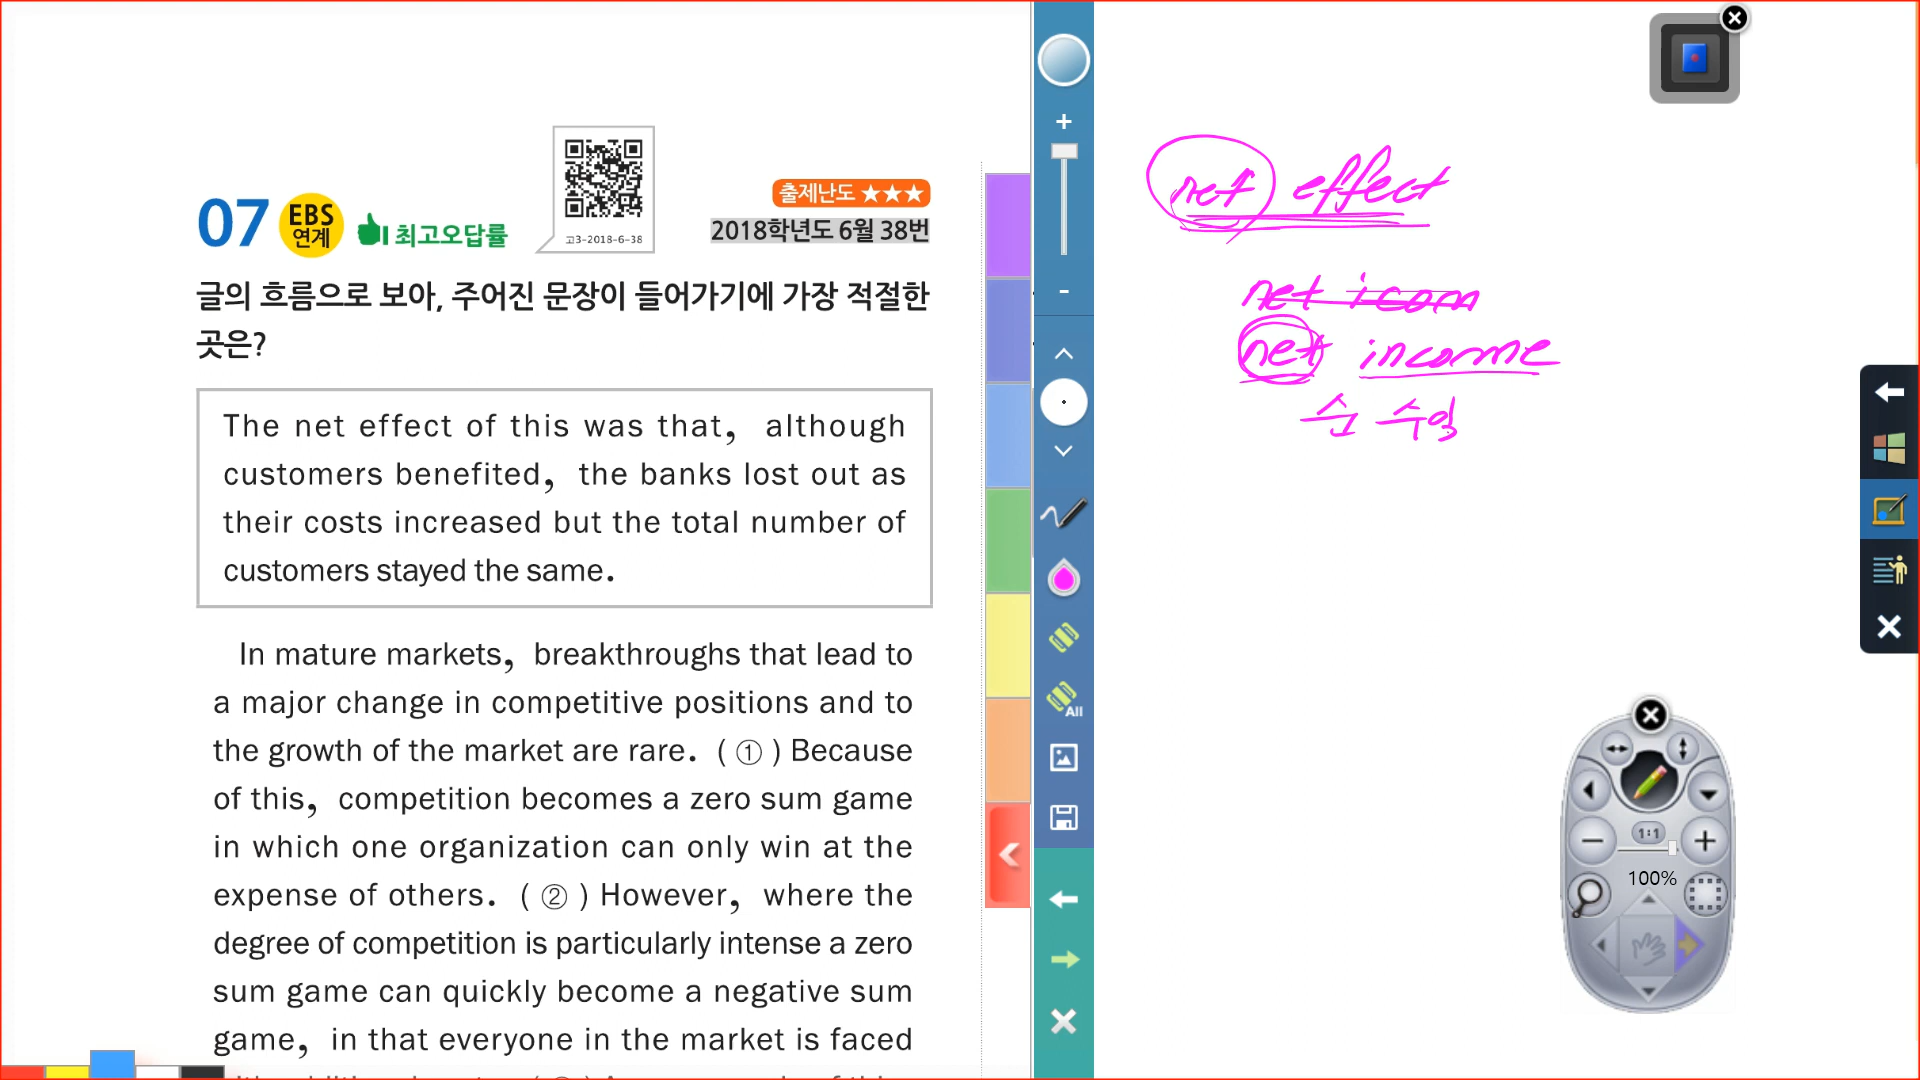 07 EBS 연계 최고오답률
고3-2018-6-38
출제난도 ★★★
2018학년도 6월 38번
글의 흐름으로 보아, 주어진 문장이 들어가기에 가장 적절한
곳은?
The net effect of this was that, although
customers benefited, the banks lost out as
their costs increased but the total number of
customers stayed the same.
In mature markets, breakthroughs that lead to
a major change in competitive positions and to
the growth of the market are rare. ( ① ) Because
of this, competition becomes a zero sum game
in which one organization can only win at the
expense of others. ( ② ) However, where the
degree of competition is particularly intense a zero
sum game can quickly become a negative sum
game, in that everyone in the market is faced
+
-
All
net effect
net icom
net income
순 수익
1:1
100%